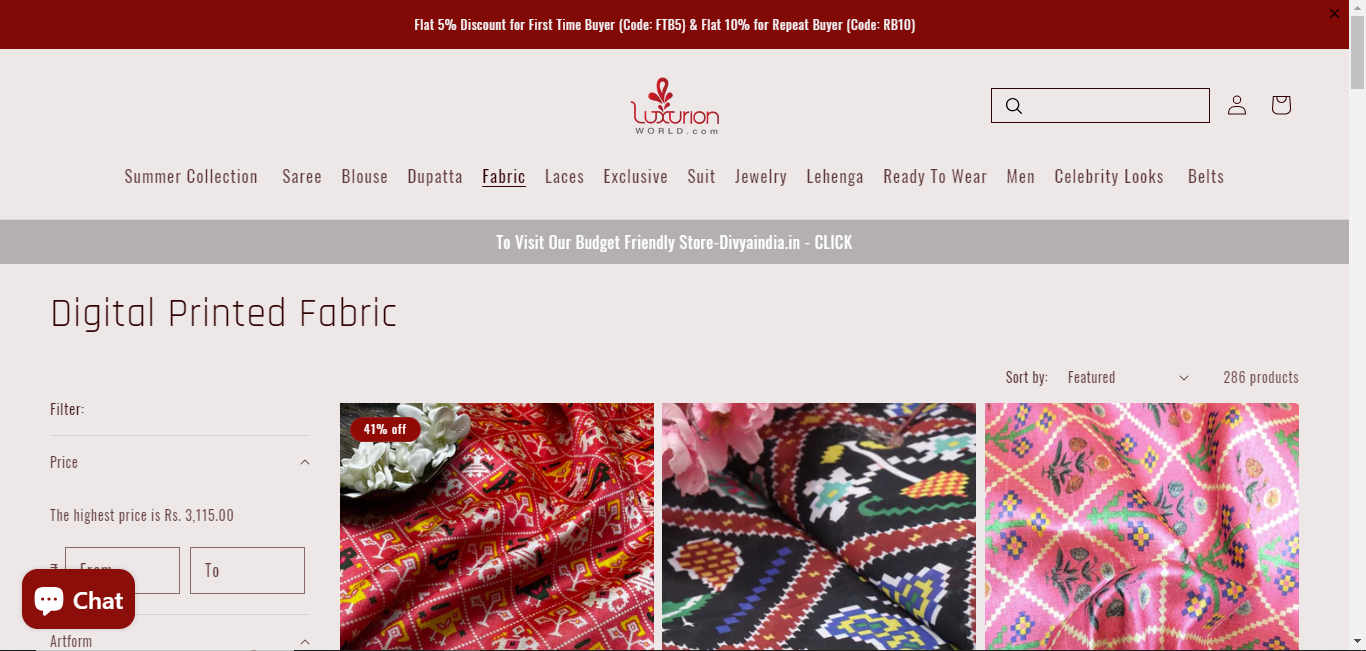 Flat 5% Discount for First Time Buyer (Code: FTB5) & Flat 10% for Repeat Buyer (Code: RB10)
Luxurion
WORLD.com
Summer Collection Saree Blouse Dupatta Fabric Laces Exclusive Suit Jewelry Lehenga Ready To Wear Men Celebrity Looks Belts
To Visit Our Budget Friendly Store-Divyaindia.in - CLICK
Digital Printed Fabric
Sort by: Featured 286 products
Filter:
41% off
Price
The highest price is Rs. 3,115.00
₹ From To
Chat
Artform